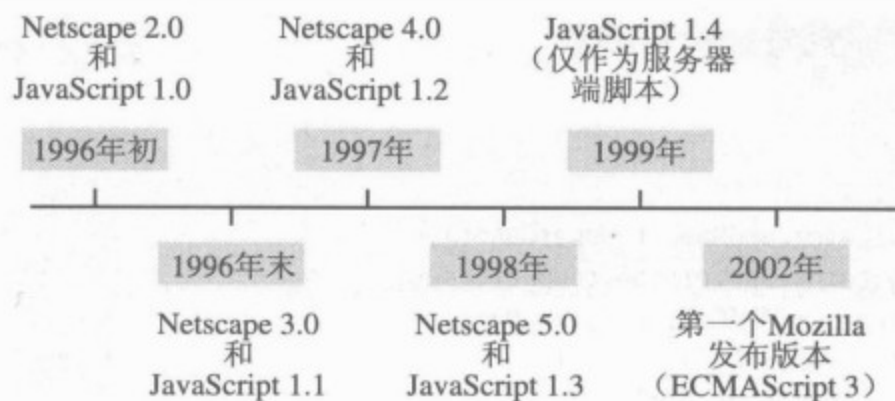 Netscape 2.0
和
JavaScript 1.0
1996年初
Netscape 4.0
和
JavaScript 1.2
1997年
JavaScript 1.4
（仅作为服务器
端脚本）
1999年
1996年末
Netscape 3.0
和
JavaScript 1.1
1998年
Netscape 5.0
和
JavaScript 1.3
2002年
第一个Mozilla
发布版本
（ECMAScript 3）